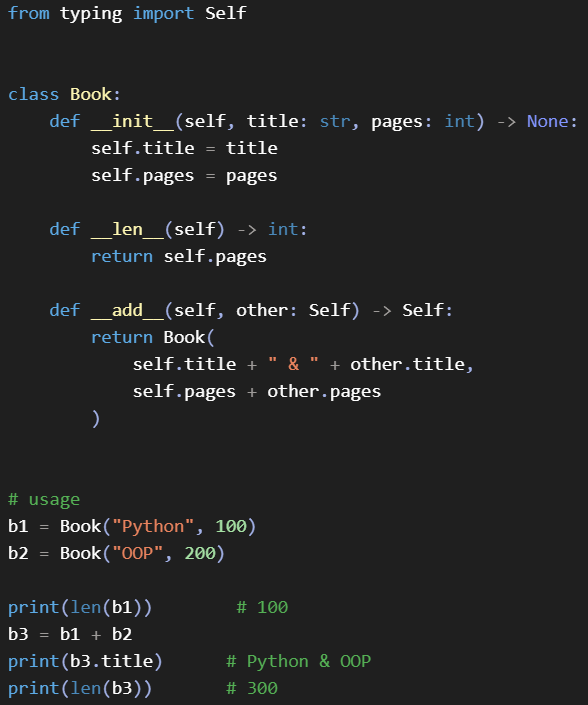 from typing import Self


class Book:
    def __init__(self, title: str, pages: int) -> None:
        self.title = title
        self.pages = pages

    def __len__(self) -> int:
        return self.pages

    def __add__(self, other: Self) -> Self:
        return Book(
            self.title + " & " + other.title,
            self.pages + other.pages
        )


# usage
b1 = Book("Python", 100)
b2 = Book("OOP", 200)

print(len(b1))        # 100
b3 = b1 + b2
print(b3.title)      # Python & OOP
print(len(b3))       # 300